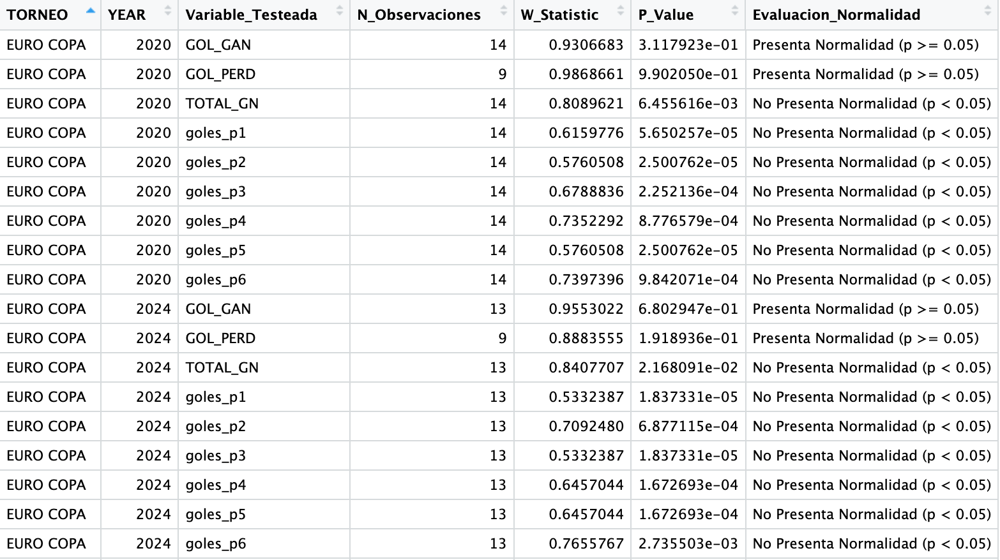 TORNEO YEAR Variable_Testeada N_Observaciones W_Statistic P_Value Evaluacion_Normalidad
EURO COPA 2020 GOL_GAN 14 0.9306683 3.117923e-01 Presenta Normalidad (p >= 0.05)
EURO COPA 2020 GOL_PERD 9 0.9868661 9.902050e-01 Presenta Normalidad (p >= 0.05)
EURO COPA 2020 TOTAL_GN 14 0.8089621 6.455616e-03 No Presenta Normalidad (p < 0.05)
EURO COPA 2020 goles_p1 14 0.6159776 5.650257e-05 No Presenta Normalidad (p < 0.05)
EURO COPA 2020 goles_p2 14 0.5760508 2.500762e-05 No Presenta Normalidad (p < 0.05)
EURO COPA 2020 goles_p3 14 0.6788836 2.252136e-04 No Presenta Normalidad (p < 0.05)
EURO COPA 2020 goles_p4 14 0.7352292 8.776579e-04 No Presenta Normalidad (p < 0.05)
EURO COPA 2020 goles_p5 14 0.5760508 2.500762e-05 No Presenta Normalidad (p < 0.05)
EURO COPA 2020 goles_p6 14 0.7397396 9.842071e-04 No Presenta Normalidad (p < 0.05)
EURO COPA 2024 GOL_GAN 13 0.9553022 6.802947e-01 Presenta Normalidad (p >= 0.05)
EURO COPA 2024 GOL_PERD 9 0.8883555 1.918936e-01 Presenta Normalidad (p >= 0.05)
EURO COPA 2024 TOTAL_GN 13 0.8407707 2.168091e-02 No Presenta Normalidad (p < 0.05)
EURO COPA 2024 goles_p1 13 0.5332387 1.837331e-05 No Presenta Normalidad (p < 0.05)
EURO COPA 2024 goles_p2 13 0.7092480 6.877115e-04 No Presenta Normalidad (p < 0.05)
EURO COPA 2024 goles_p3 13 0.5332387 1.837331e-05 No Presenta Normalidad (p < 0.05)
EURO COPA 2024 goles_p4 13 0.6457044 1.672693e-04 No Presenta Normalidad (p < 0.05)
EURO COPA 2024 goles_p5 13 0.6457044 1.672693e-04 No Presenta Normalidad (p < 0.05)
EURO COPA 2024 goles_p6 13 0.7655767 2.735503e-03 No Presenta Normalidad (p < 0.05)